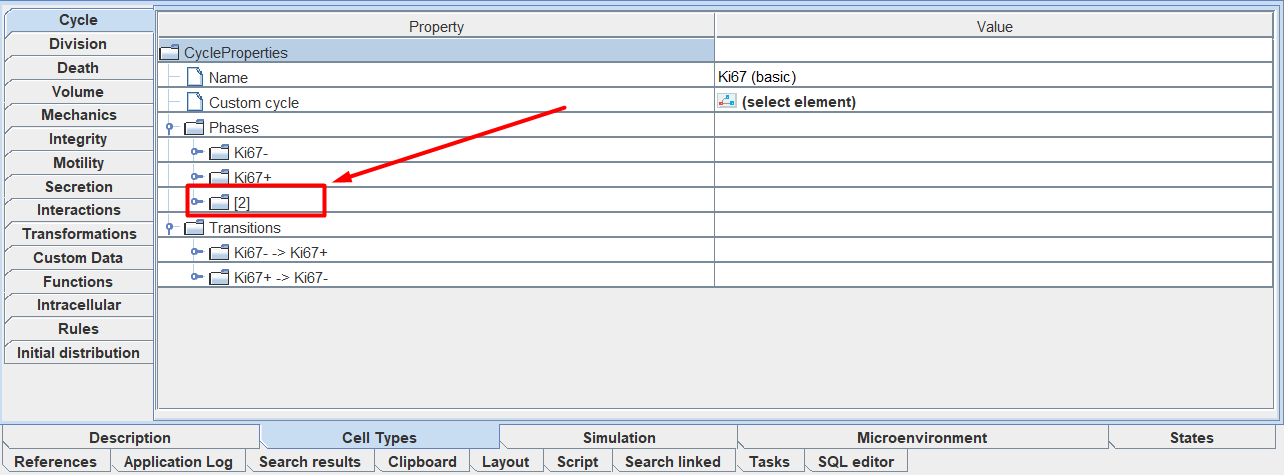 Cycle
Division
Death
Volume
Mechanics
Integrity
Motility
Secretion
Interactions
Transformations
Custom Data
Functions
Intracellular
Rules
Initial distribution
Property Value
CycleProperties
Name Ki67 (basic)
Custom cycle (select element)
Phases
Ki67-
Ki67+
[2]
Transitions
Ki67- -> Ki67+
Ki67+ -> Ki67-
Description Cell Types Simulation Microenvironment States
References Application Log Search results Clipboard Layout Script Search linked Tasks SQL editor